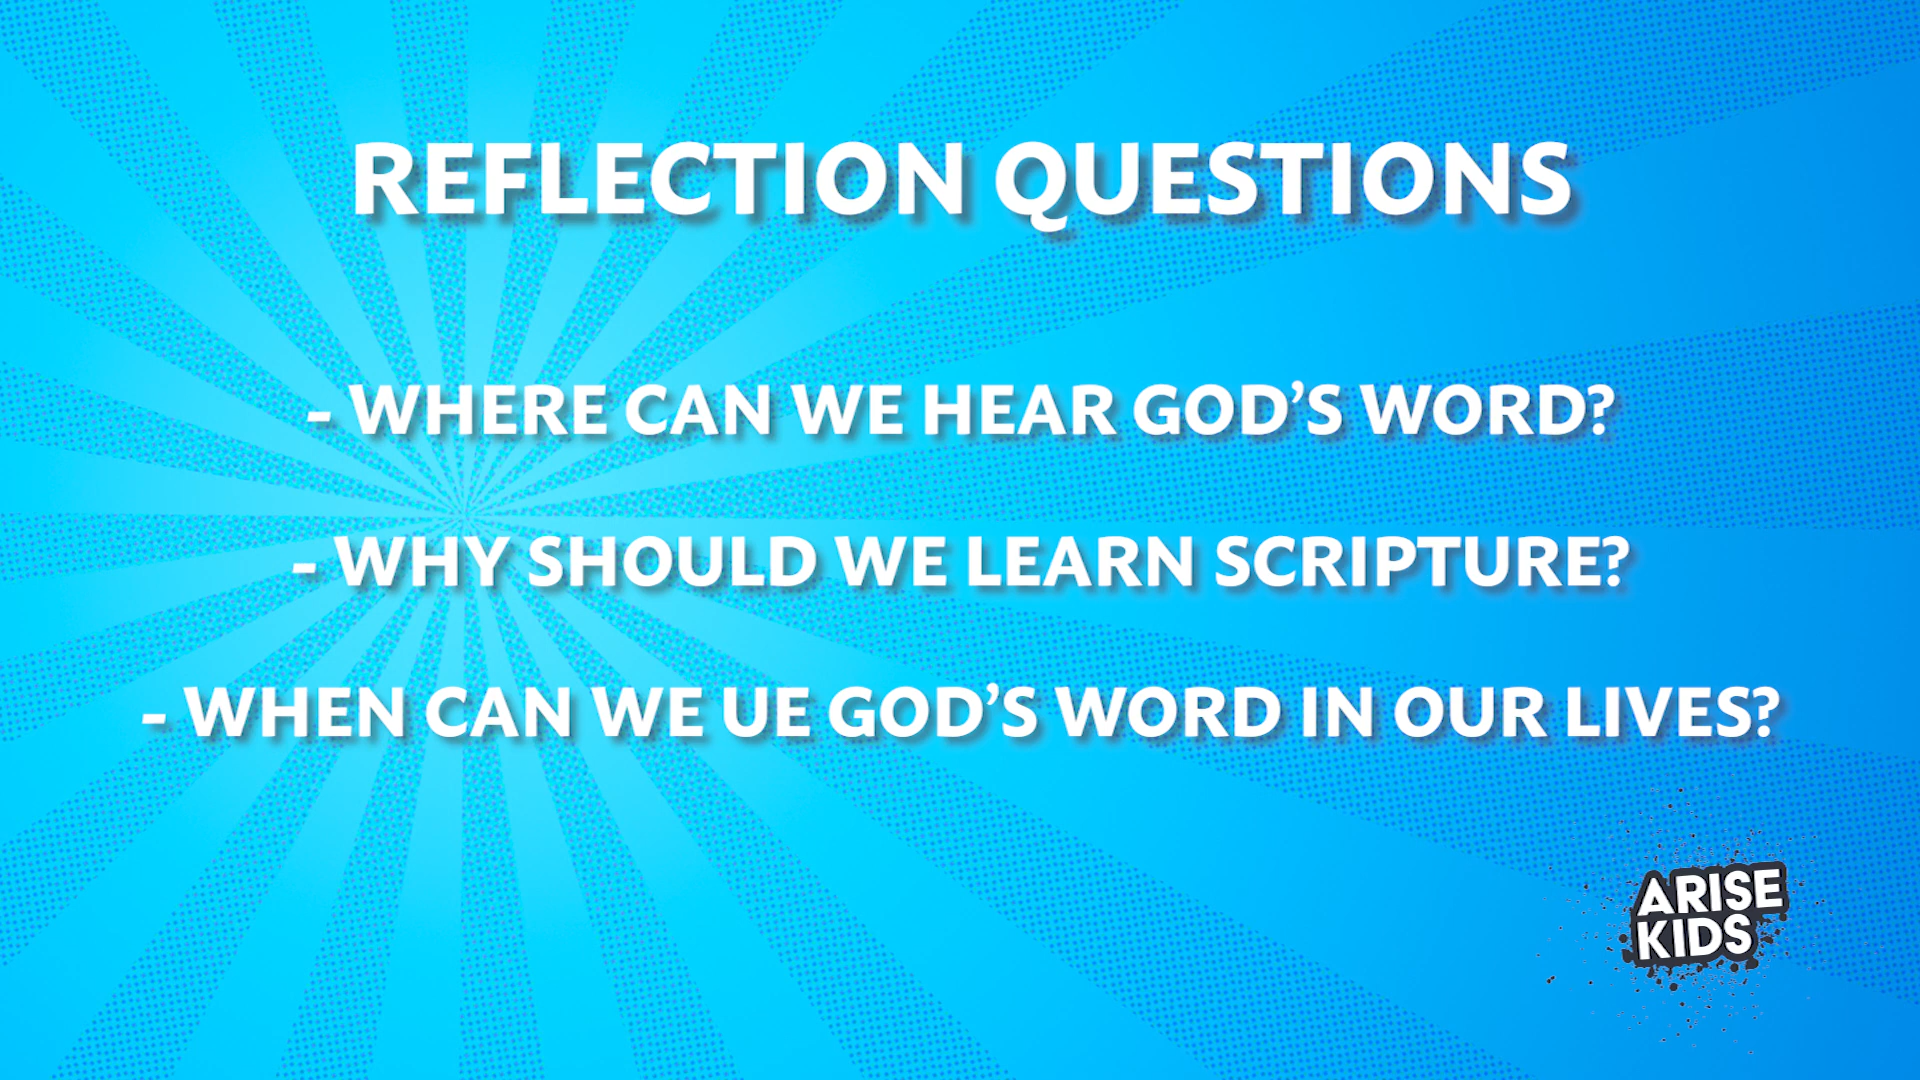 REFLECTION QUESTIONS
- WHERE CAN WE HEAR GOD’S WORD?
- WHY SHOULD WE LEARN SCRIPTURE?
- WHEN CAN WE UE GOD’S WORD IN OUR LIVES?
ARISE
KIDS